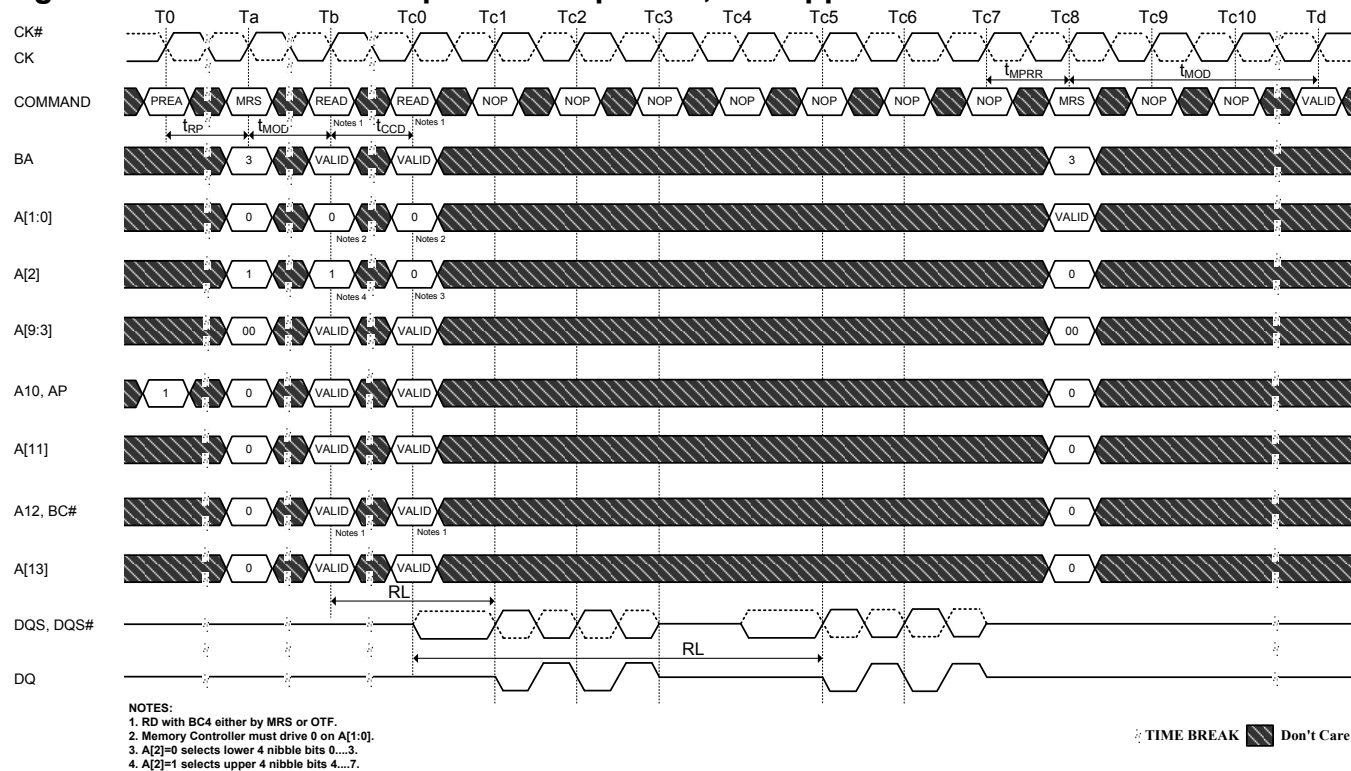 T0 Ta Tb Tc0 Tc1 Tc2 Tc3 Tc4 Tc5 Tc6 Tc7 Tc8 Tc9 Tc10 Td
CK#
CK
tMPRR tMOD
COMMAND PREA MRS READ READ NOP NOP NOP NOP NOP NOP NOP MRS NOP NOP VALID
Notes 1 Notes 1
tRP tMOD tCCD
BA 3 VALID VALID 3
A[1:0] 0 0 0 VALID
Notes 2 Notes 2
A[2] 1 1 0 0
Notes 4 Notes 3
A[9:3] 00 VALID VALID 00
A10, AP 1 0 VALID VALID 0
A[11] 0 VALID VALID 0
A12, BC# 0 VALID VALID 0
Notes 1 Notes 1
A[13] 0 VALID VALID 0
RL
DQS, DQS#
RL
DQ
NOTES:
1. RD with BC4 either by MRS or OTF.
2. Memory Controller must drive 0 on A[1:0].
3. A[2]=0 selects lower 4 nibble bits 0....3.
4. A[2]=1 selects upper 4 nibble bits 4....7.
TIME BREAK Don't Care